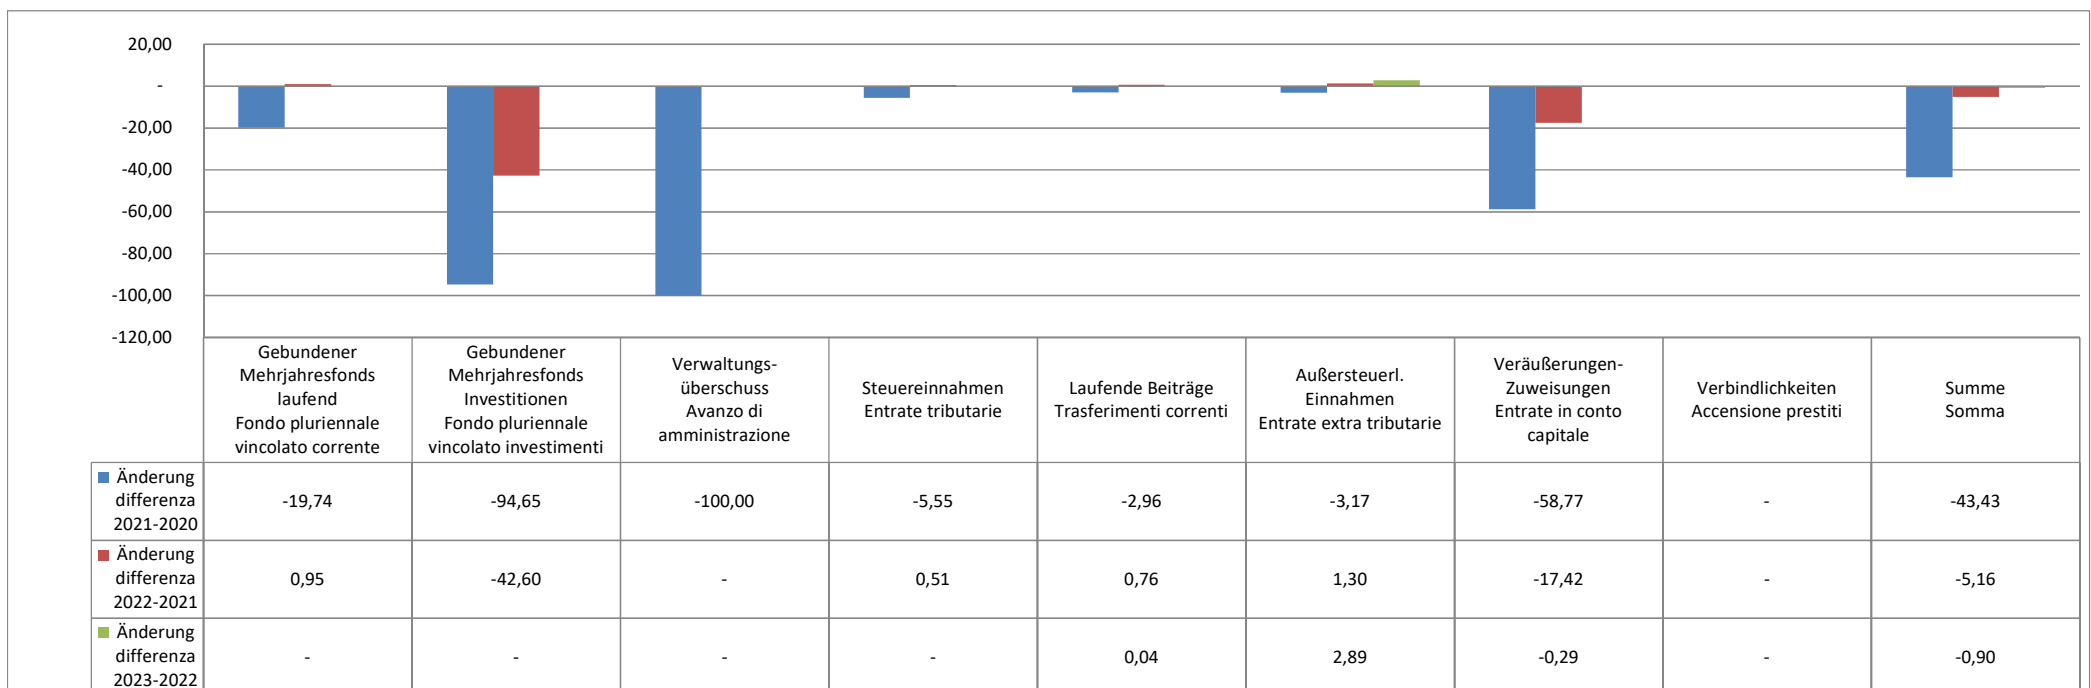 20,00
-
-20,00
-40,00
-60,00
-80,00
-100,00
-120,00
Gebundener
Mehrjahresfonds
laufend
Fondo pluriennale
vincolato corrente
Gebundener
Mehrjahresfonds
Investitionen
Fondo pluriennale
vincolato investimenti
Verwaltungs-
überschuss
Avanzo di
amministrazione
Steuereinnahmen
Entrate tributarie
Laufende Beiträge
Trasferimenti correnti
Außersteuerl.
Einnahmen
Entrate extra tributarie
Veräußerungen-
Zuweisungen
Entrate in conto
capitale
Verbindlichkeiten
Accensione prestiti
Summe
Somma
Änderung
differenza
2021-2020
-19,74
-94,65
-100,00
-5,55
-2,96
-3,17
-58,77
-
-43,43
Änderung
differenza
2022-2021
0,95
-42,60
-
0,51
0,76
1,30
-17,42
-
-5,16
Änderung
differenza
2023-2022
-
-
-
-
0,04
2,89
-0,29
-
-0,90